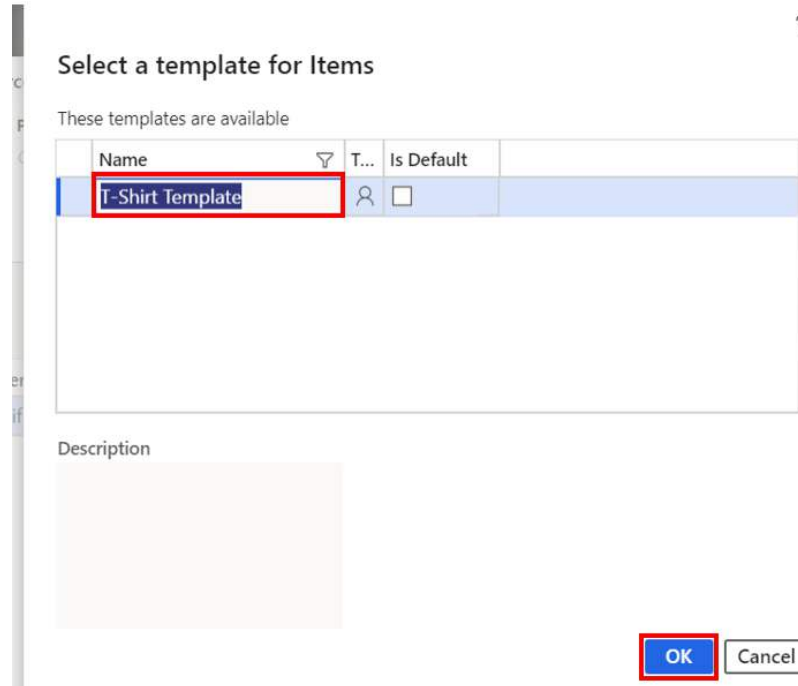 Select a template for Items
These templates are available
Name T... Is Default
T-Shirt Template
Description
OK Cancel